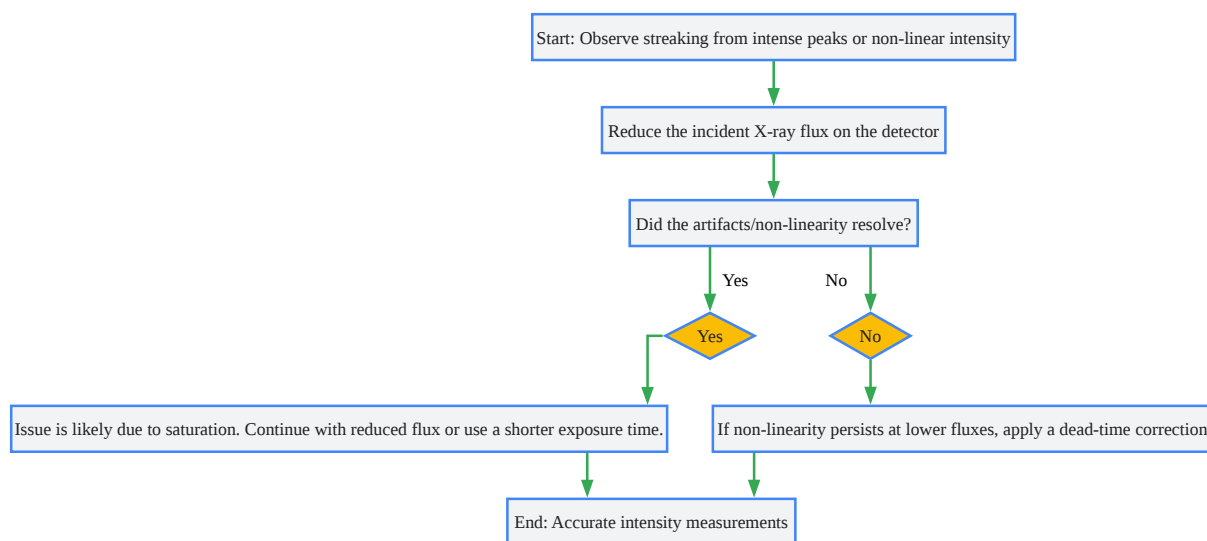 Start: Observe streaking from intense peaks or non-linear intensity
Reduce the incident X-ray flux on the detector
Did the artifacts/non-linearity resolve?
Yes
No
Yes
No
Issue is likely due to saturation. Continue with reduced flux or use a shorter exposure time.
If non-linearity persists at lower fluxes, apply a dead-time correction
End: Accurate intensity measurements